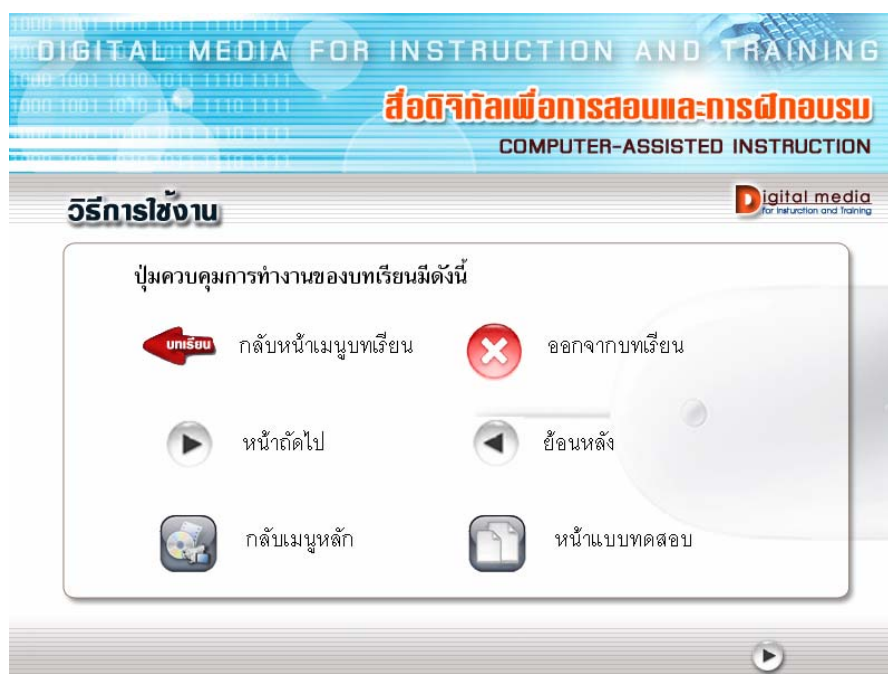 DIGITAL MEDIA FOR INSTRUCTION AND TRAINING
สื่อดิจิทัลเพื่อการสอนและการฝึกอบรม
COMPUTER-ASSISTED INSTRUCTION
วิธีการใช้งาน
Digital media
for Insturction and Training
ปุ่มควบคุมการทำงานของบทเรียนมีดังนี้
บทเรียน กลับหน้าเมนูบทเรียน ออกจากบทเรียน
หน้าถัดไป ย้อนหลัง
กลับเมนูหลัก หน้าแบบทดสอบ